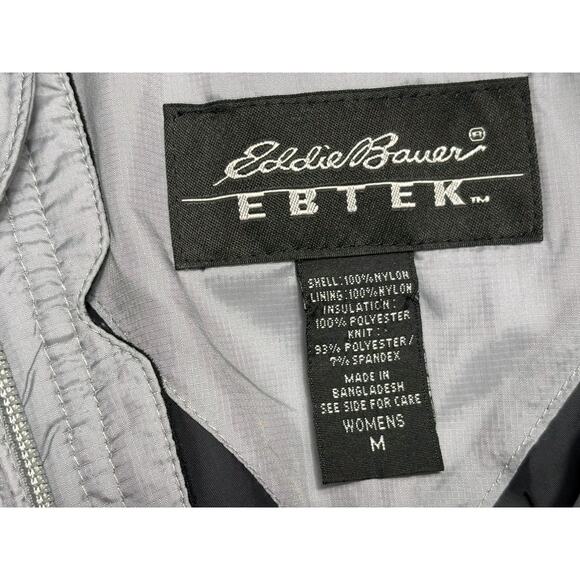 Eddie Bauer ®
EBTEK™
SHELL: 100% NYLON
LINING: 100% NYLON
INSULATION:
100% POLYESTER
KNIT:
93% POLYESTER/
7% SPANDEX
MADE IN
BANGLADESH
SEE SIDE FOR CARE
WOMENS
M